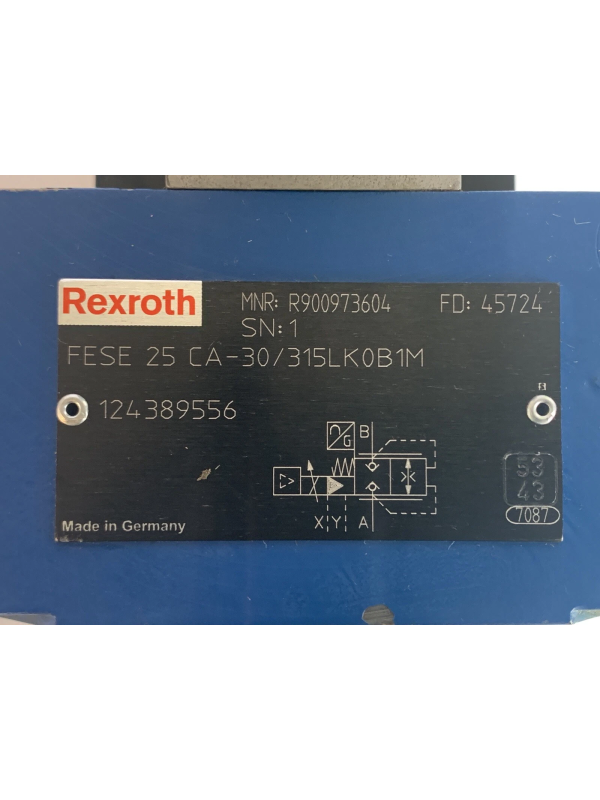 Rexroth MNR: R900973604 FD: 45724
SN: 1
FESE 25 CA-30/315LK0B1M
124389556
G B
53
43
7087
X Y A
Made in Germany